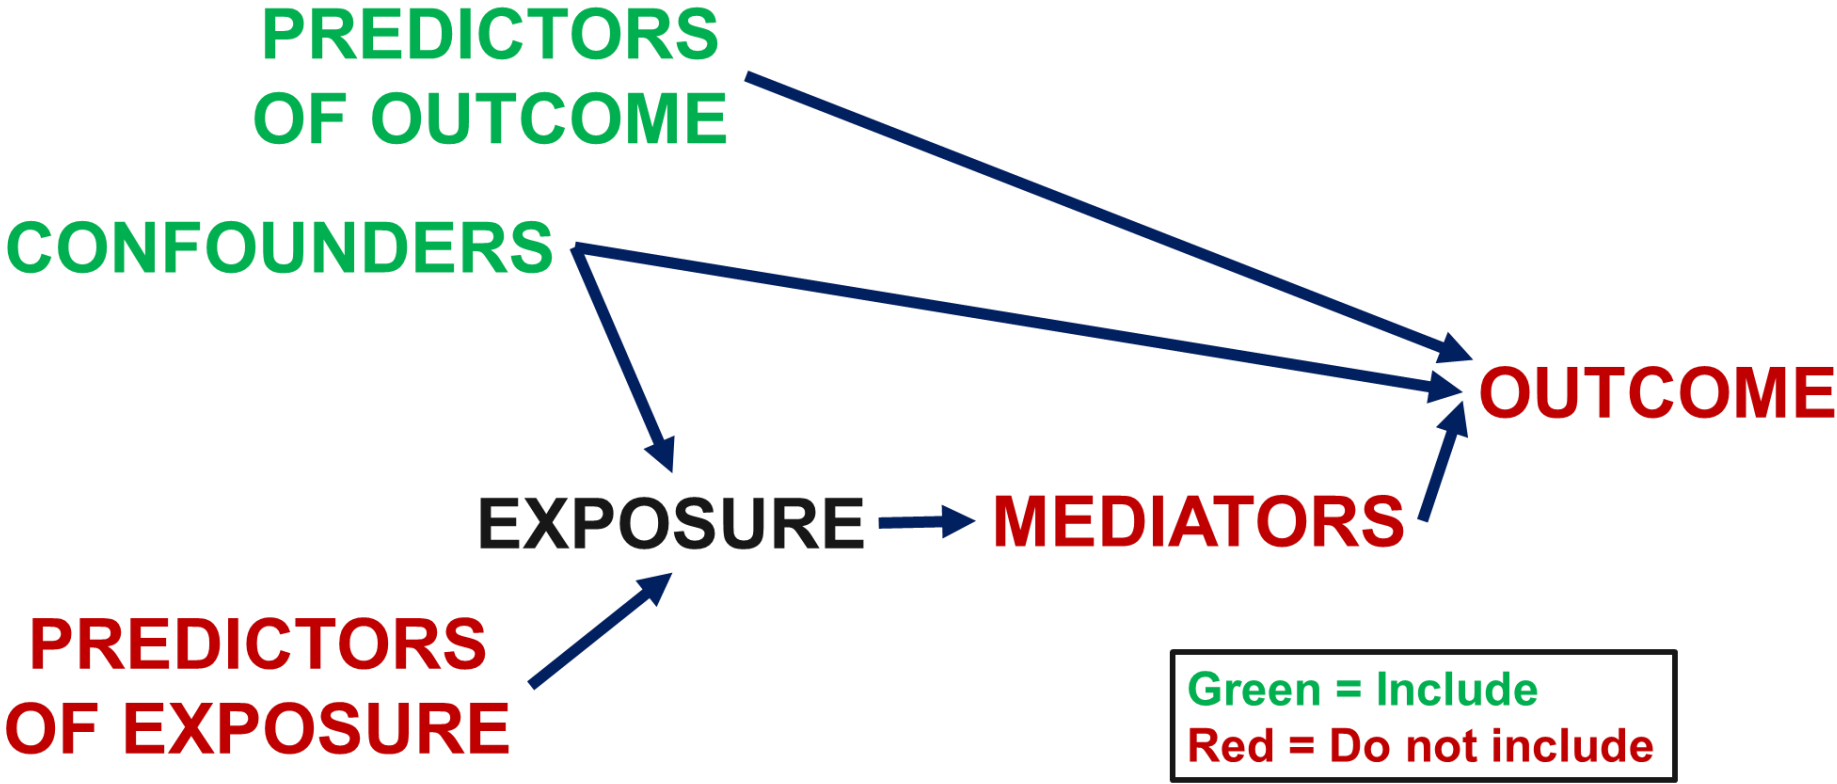 PREDICTORS
OF OUTCOME
CONFOUNDERS
OUTCOME
EXPOSURE
MEDIATORS
PREDICTORS
OF EXPOSURE
Green = Include
Red = Do not include